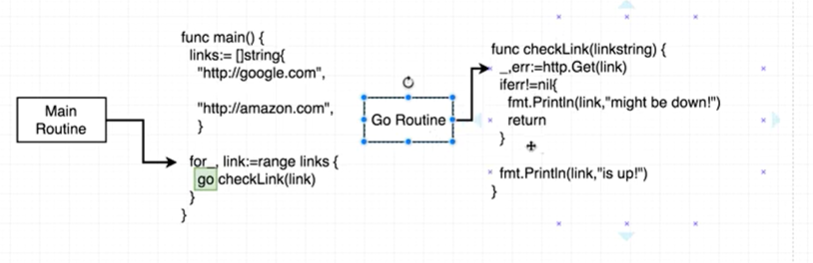 Main
Routine
func main() {
links:= []string{
"http://google.com",
"http://amazon.com",
}
for_, link:=range links {
go checkLink(link)
}
}
Go Routine
func checkLink(linkstring) {
_,err:=http.Get(link)
iferr!=nil{
fmt.Println(link,"might be down!")
return
}
fmt.Println(link,"is up!")
}